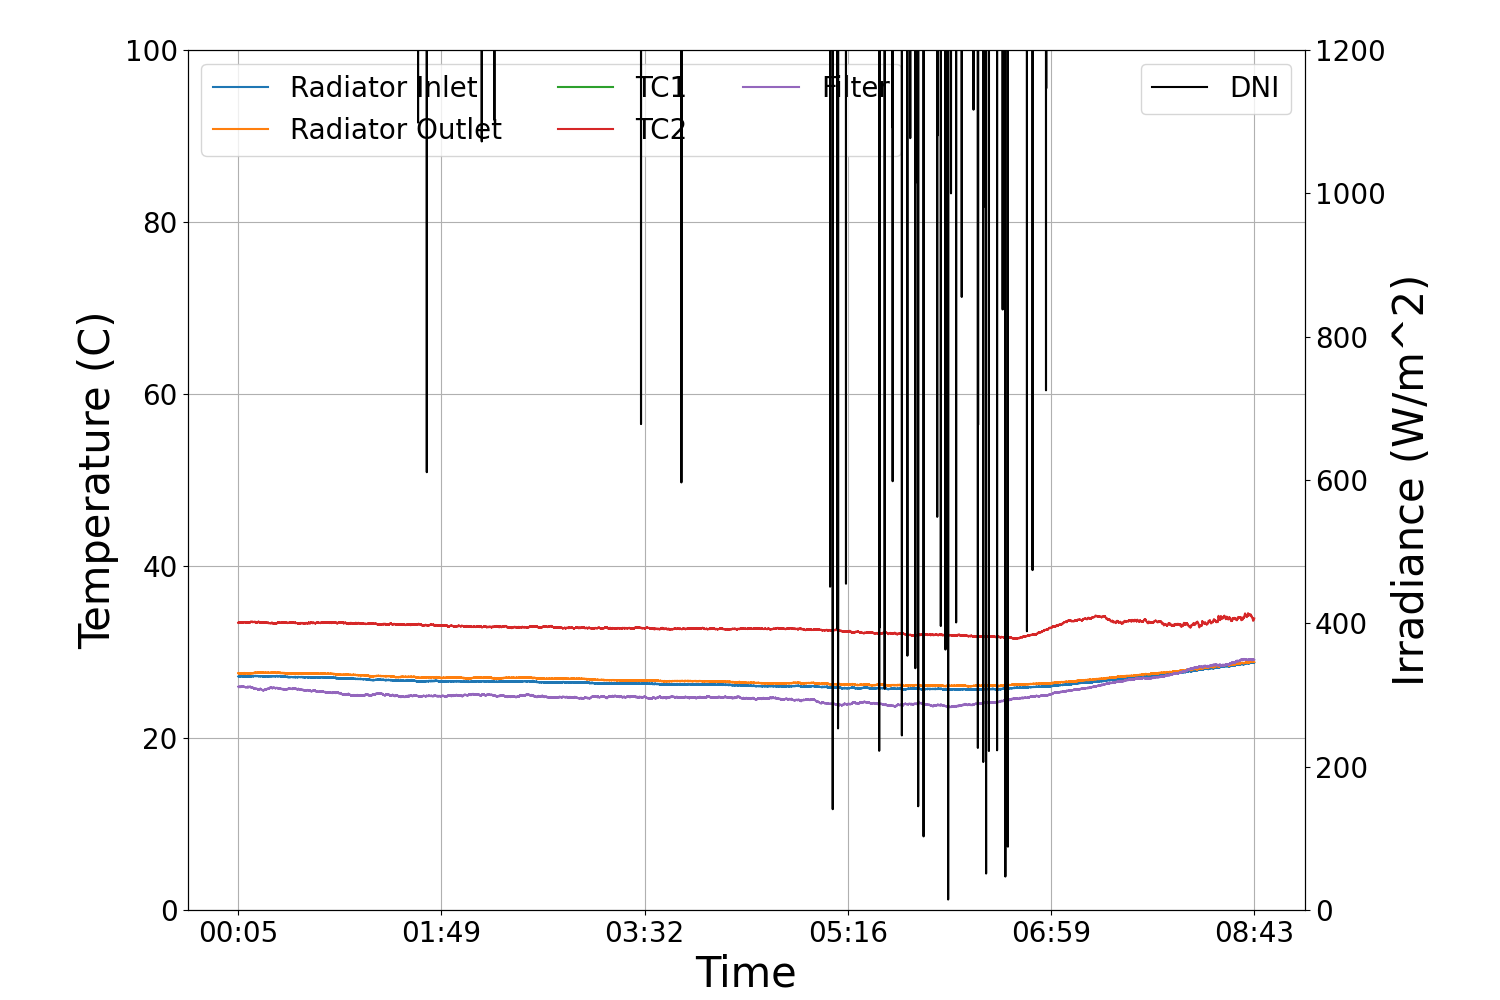 100
80
60
40
20
0
Temperature (C)
Radiator Inlet
Radiator Outlet
TC1
TC2
Filter
DNI
1200
1000
800
600
400
200
0
Irradiance (W/m^2)
00:05
01:49
03:32
05:16
06:59
08:43
Time